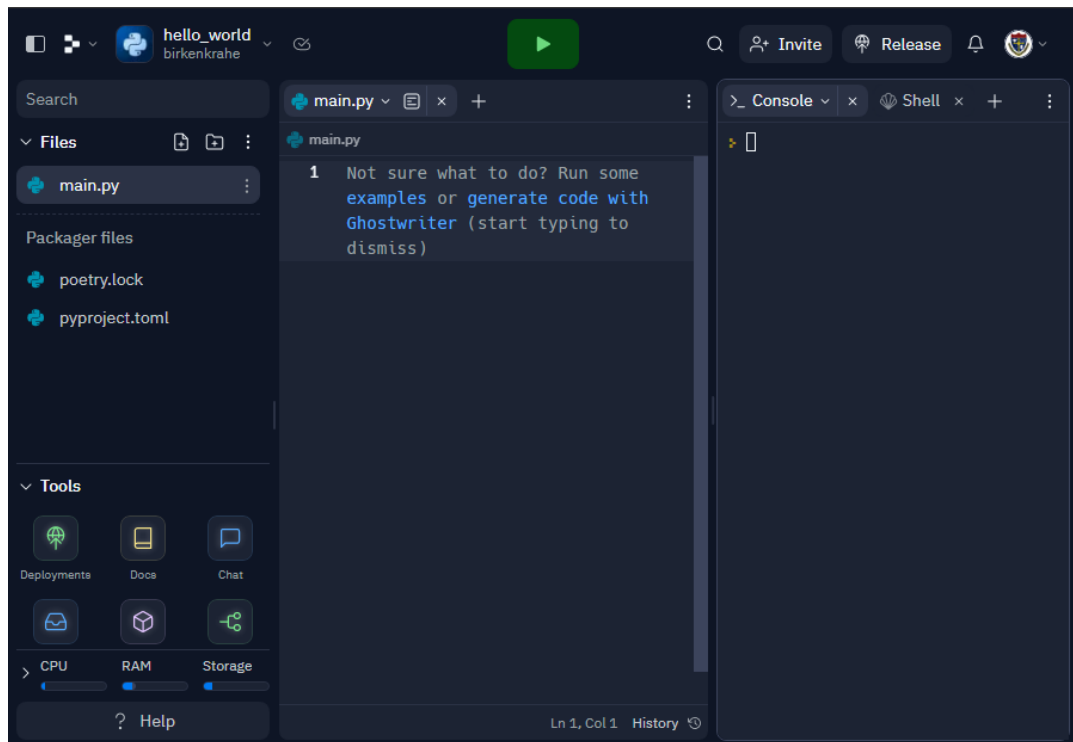 hello_world
birkenkrahe
Invite
Release
Search
Files
main.py
Packager files
poetry.lock
pyproject.toml
Tools
Deployments
Docs
Chat
CPU RAM Storage
? Help
main.py
main.py
1 Not sure what to do? Run some
examples or generate code with
Ghostwriter (start typing to
dismiss)
Ln 1, Col 1 History
>_ Console
Shell